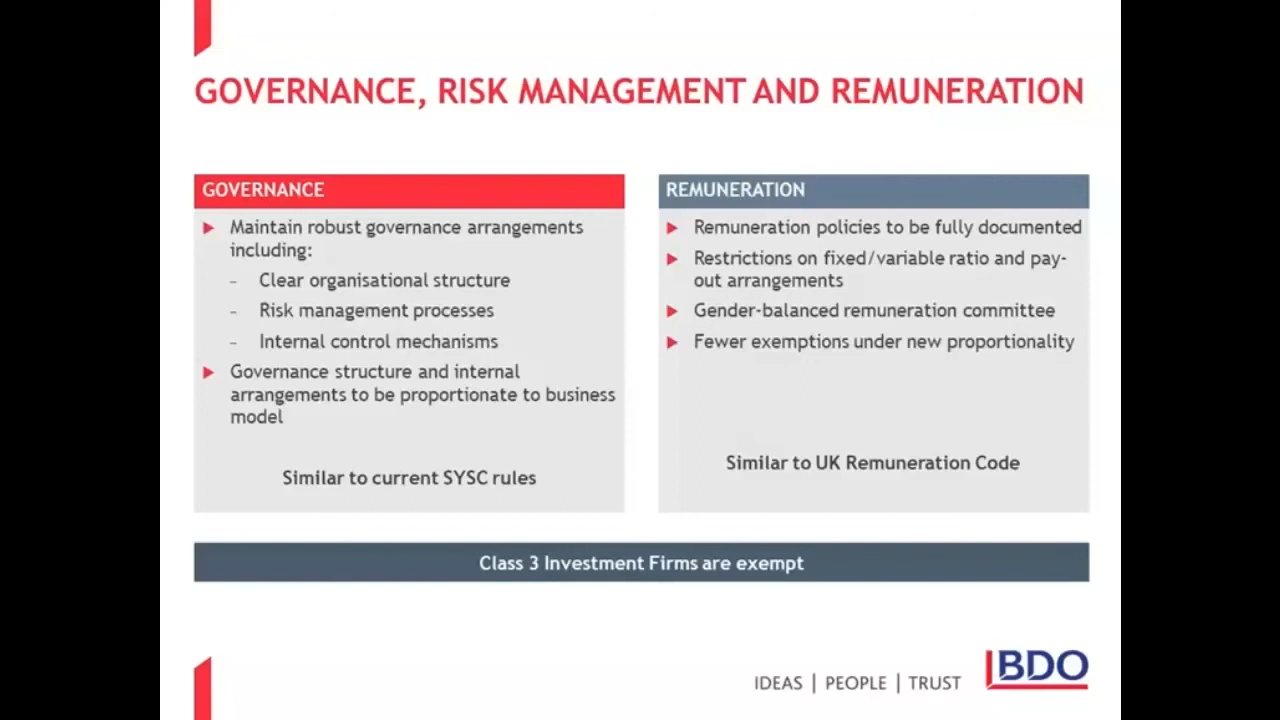 GOVERNANCE, RISK MANAGEMENT AND REMUNERATION
GOVERNANCE
Maintain robust governance arrangements
including:
- Clear organisational structure
- Risk management processes
- Internal control mechanisms
Governance structure and internal
arrangements to be proportionate to business
model
Similar to current SYSC rules
REMUNERATION
Remuneration policies to be fully documented
Restrictions on fixed/variable ratio and pay-
out arrangements
Gender-balanced remuneration committee
Fewer exemptions under new proportionality
Similar to UK Remuneration Code
Class 3 Investment Firms are exempt
IDEAS | PEOPLE | TRUST
BDO